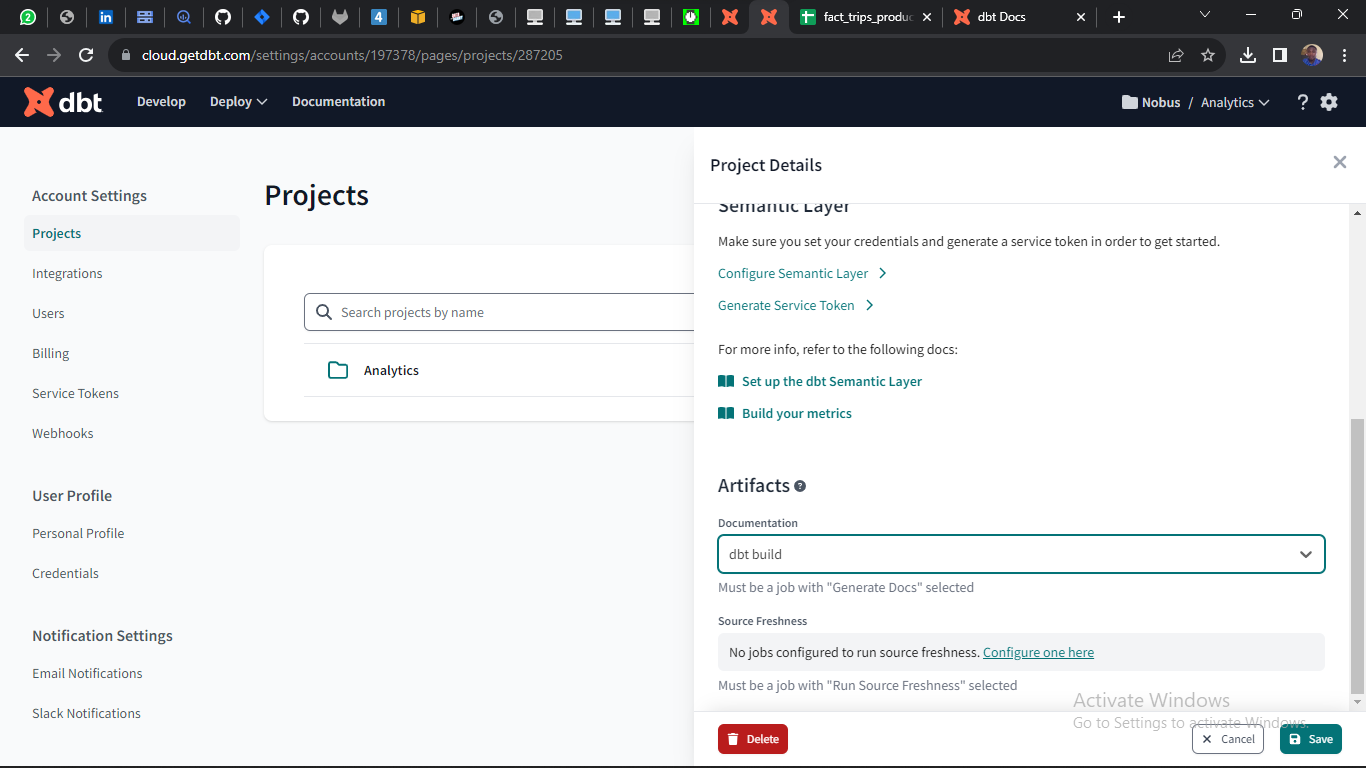 4
fact_trips_produc
dbt Docs
cloud.getdbt.com/settings/accounts/197378/pages/projects/287205
dbt
Develop
Deploy
Documentation
Nobus / Analytics
?
Account Settings
Projects
Integrations
Users
Billing
Service Tokens
Webhooks
User Profile
Personal Profile
Credentials
Notification Settings
Email Notifications
Slack Notifications
Projects
Search projects by name
Analytics
Project Details
Semantic Layer
Make sure you set your credentials and generate a service token in order to get started.
Configure Semantic Layer
Generate Service Token
For more info, refer to the following docs:
Set up the dbt Semantic Layer
Build your metrics
Artifacts ?
Documentation
dbt build
Must be a job with "Generate Docs" selected
Source Freshness
No jobs configured to run source freshness. Configure one here
Must be a job with "Run Source Freshness" selected
Activate Windows
Go to Settings to activate Windows.
Delete
Cancel
Save